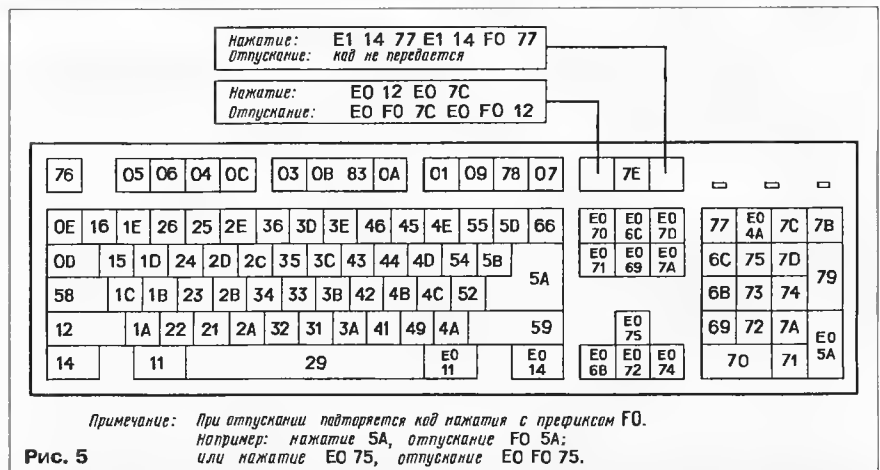 Нажатие: E1 14 77 E1 14 F0 77
Отпускание: код не передается
Нажатие: E0 12 E0 7C
Отпускание: E0 F0 7C E0 F0 12
76 05 06 04 0C 03 0B 83 0A 01 09 78 07 7E
0E 16 1E 26 25 2E 36 3D 3E 46 45 4E 55 5D 66 E0 70 E0 6C E0 7D 77 E0 4A 7C 7B
0D 15 1D 24 2D 2C 35 3C 43 44 4D 54 5B 5A E0 71 E0 69 E0 7A 6C 75 7D 79
58 1C 1B 23 2B 34 33 3B 42 4B 4C 52 6B 73 74
12 1A 22 21 2A 32 31 3A 41 49 4A 59 E0 75 69 72 7A E0 5A
14 11 29 E0 11 E0 14 E0 6B E0 72 E0 74 70 71
Примечание: При отпускании повторяется код нажатия с префиксом F0.
Например: нажатие 5A, отпускание F0 5A;
или нажатие E0 75, отпускание E0 F0 75.
Рис. 5